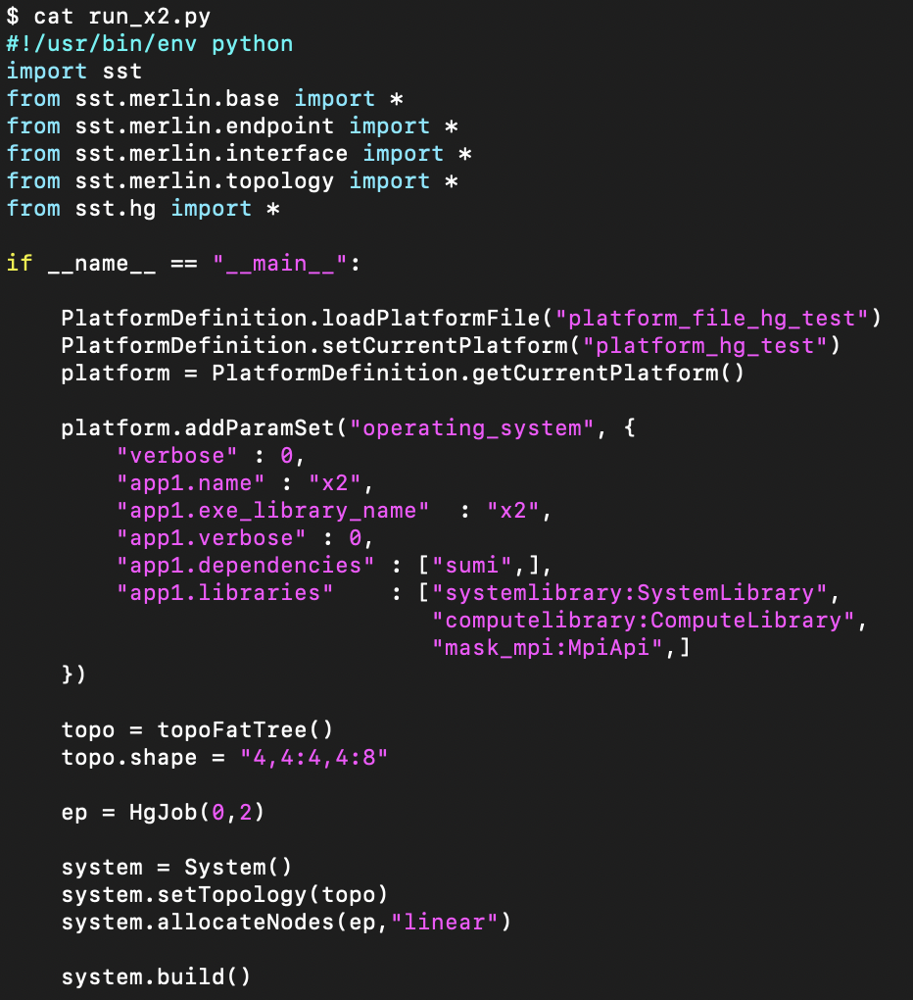 $ cat run_x2.py
#!/usr/bin/env python
import sst
from sst.merlin.base import *
from sst.merlin.endpoint import *
from sst.merlin.interface import *
from sst.merlin.topology import *
from sst.hg import *

if __name__ == "__main__":

    PlatformDefinition.loadPlatformFile("platform_file_hg_test")
    PlatformDefinition.setCurrentPlatform("platform_hg_test")
    platform = PlatformDefinition.getCurrentPlatform()

    platform.addParamSet("operating_system", {
        "verbose" : 0,
        "app1.name" : "x2",
        "app1.exe_library_name"  : "x2",
        "app1.verbose" : 0,
        "app1.dependencies" : ["sumi",],
        "app1.libraries"    : ["systemlibrary:SystemLibrary",
                               "computelibrary:ComputeLibrary",
                               "mask_mpi:MpiApi",]
    })

    topo = topoFatTree()
    topo.shape = "4,4:4,4:8"

    ep = HgJob(0,2)

    system = System()
    system.setTopology(topo)
    system.allocateNodes(ep,"linear")

    system.build()